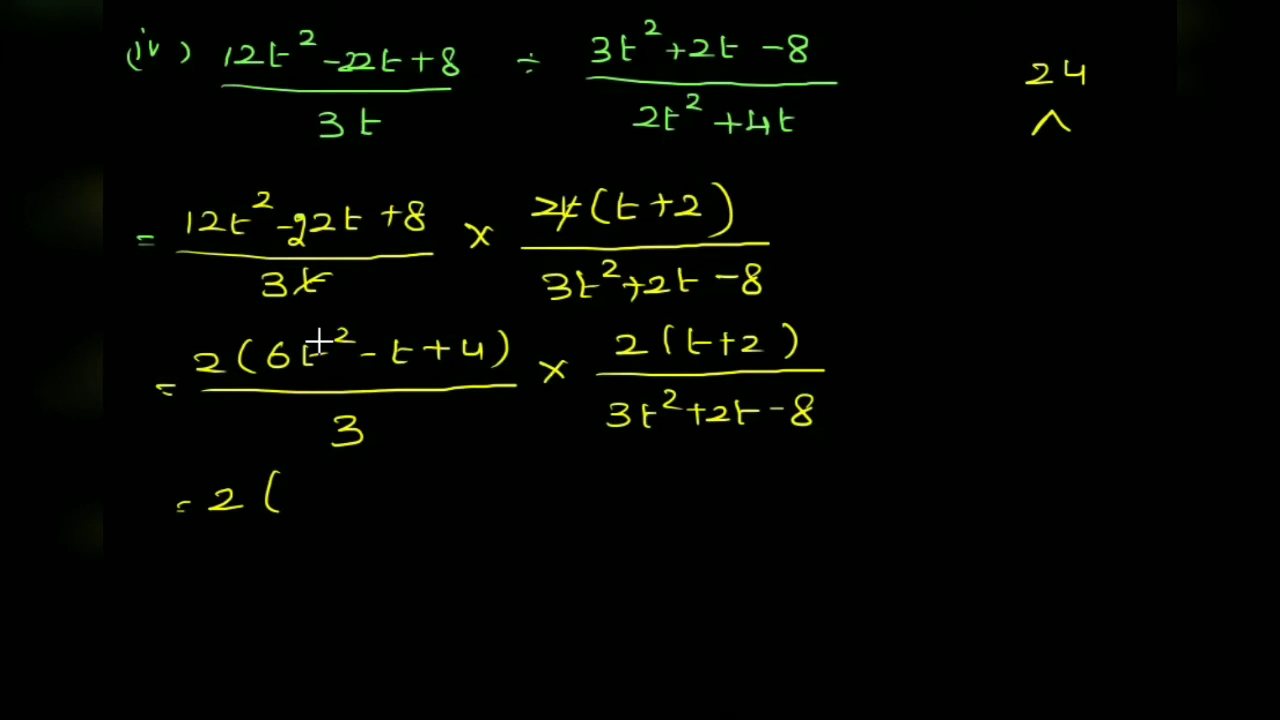 (iv) 12t² -22t +8 / 3t ÷ 3t² +2t -8 / 2t² +4t
24
= 12t² -22t +8 / 3t × 2t(t+2) / 3t² +2t -8
= 2(6t² - t +4) / 3 × 2(t+2) / 3t² +2t -8
= 2(